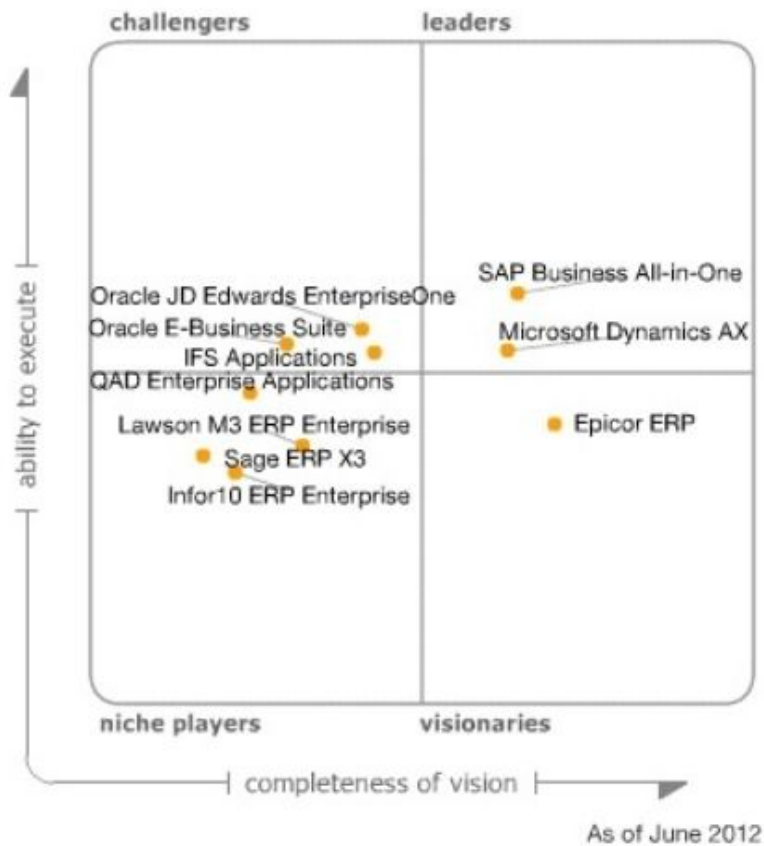 challengers
leaders
SAP Business All-in-One
Oracle JD Edwards EnterpriseOne
Oracle E-Business Suite
Microsoft Dynamics AX
IFS Applications
QAD Enterprise Applications
Lawson M3 ERP Enterprise
Epicor ERP
Sage ERP X3
Infor10 ERP Enterprise
ability to execute
niche players
visionaries
completeness of vision
As of June 2012